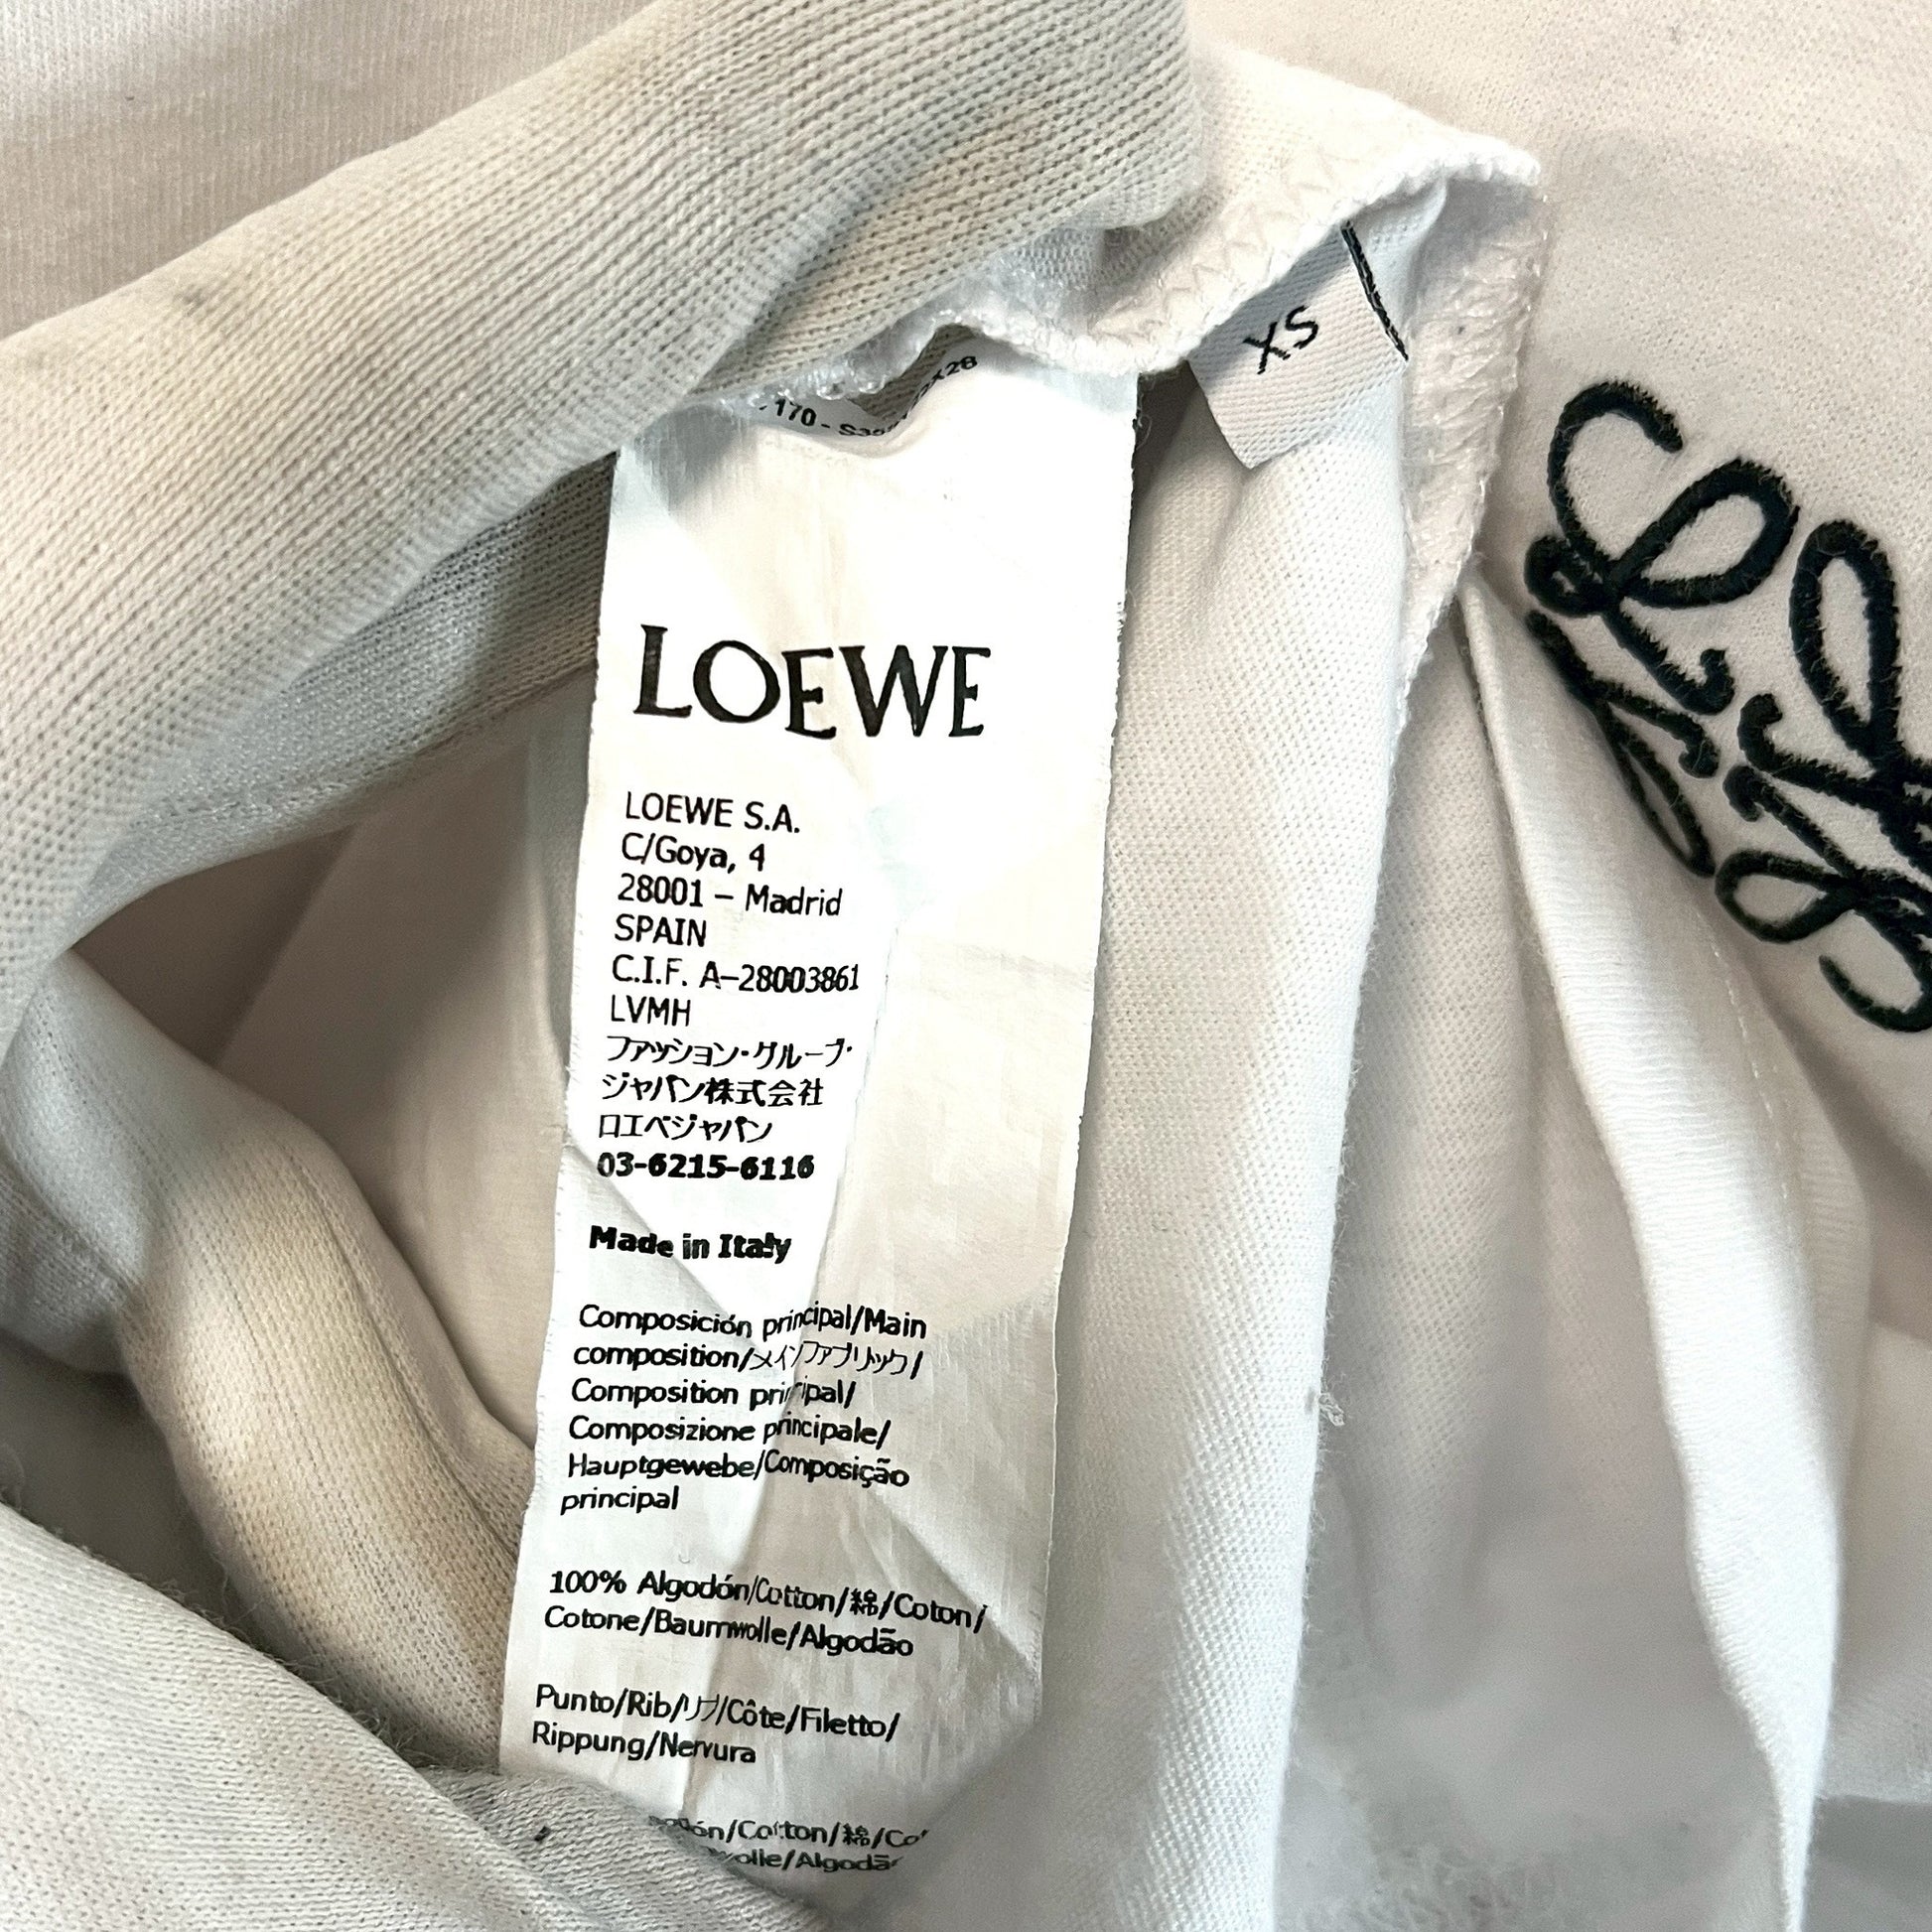 XS
LOEWE
LOEWE S.A.
C/Goya, 4
28001 – Madrid
SPAIN
C.I.F. A–28003861
LVMH
ファッション・グループ・
ジャパン株式会社
ロエベジャパン
03-6215-6116
Made in Italy
Composición principal/Main
composition/メインファブリック/
Composition principal/
Composizione principale/
Hauptgewebe/Composição
principal
100% Algodón/Cotton/綿/Coton/
Cotone/Baumwolle/Algodão
Punto/Rib/リブ/Côte/Filetto/
Rippung/Nervura
/Cotton/綿/